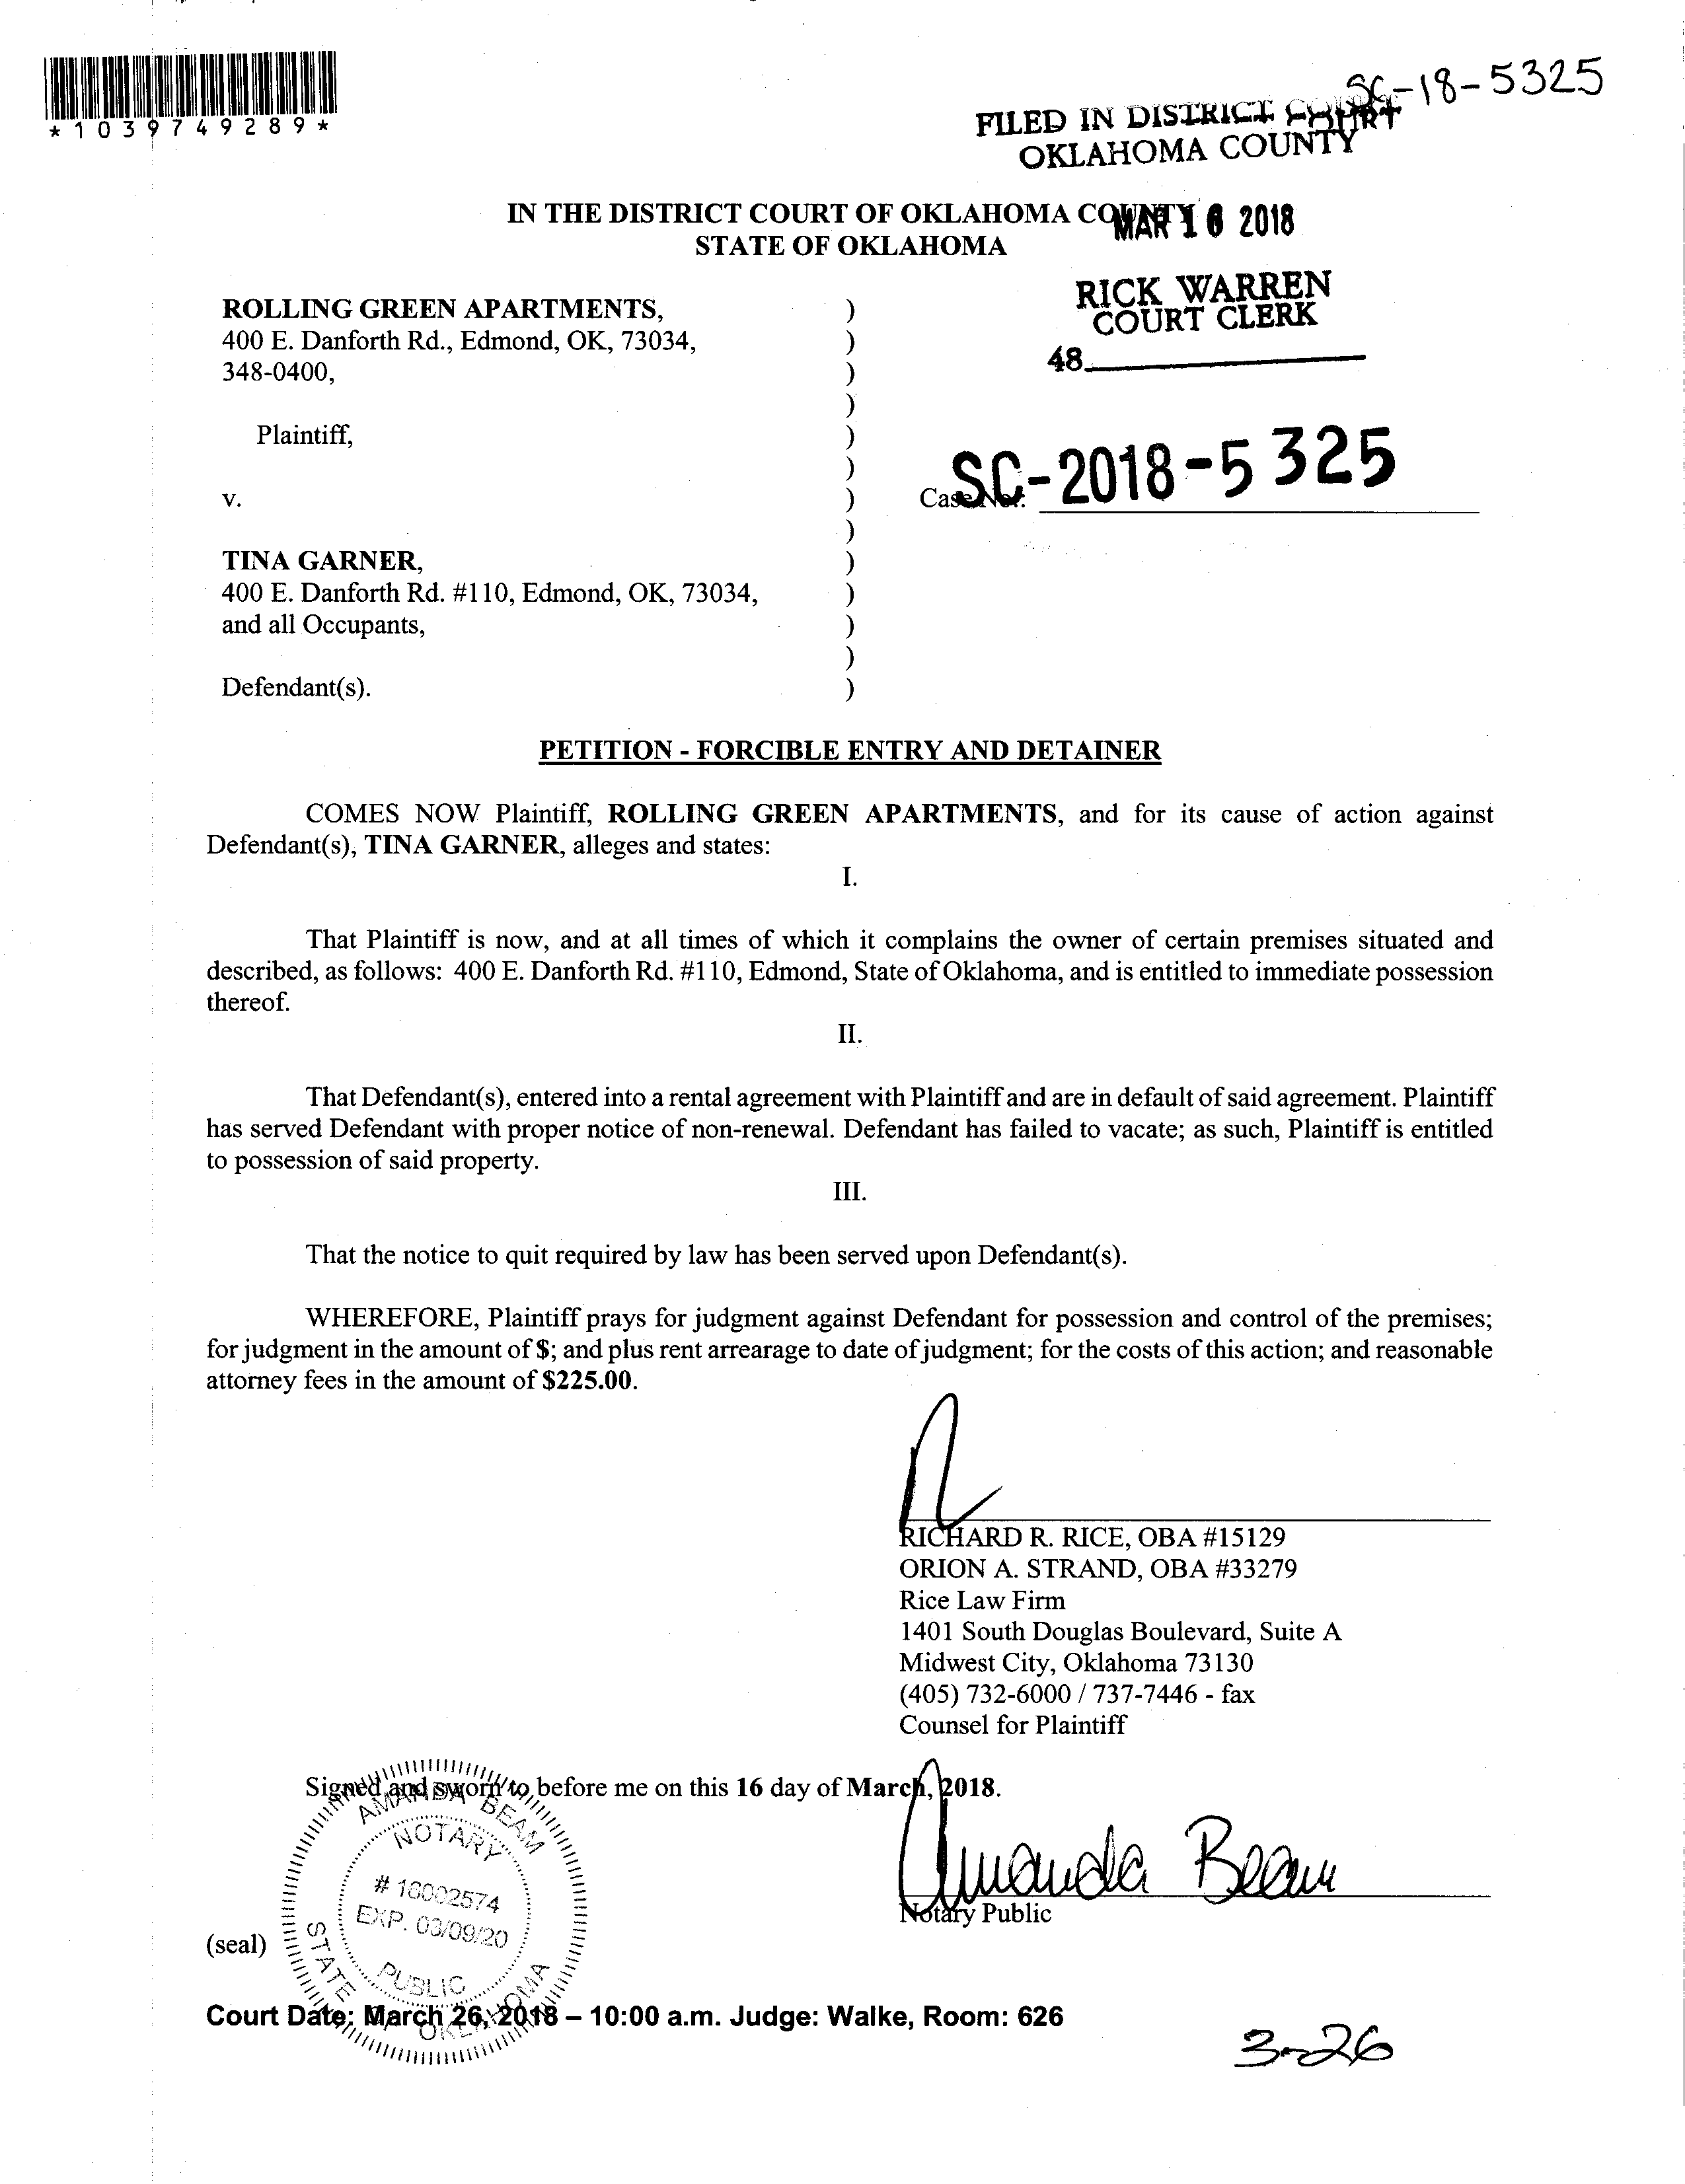 *1039749289*
SC-18-5325
FILED IN DISTRICT COURT
OKLAHOMA COUNTY
IN THE DISTRICT COURT OF OKLAHOMA COUNTY
MAR 16 2018
STATE OF OKLAHOMA
RICK WARREN
COURT CLERK
48
ROLLING GREEN APARTMENTS, )
400 E. Danforth Rd., Edmond, OK, 73034, )
348-0400, )
)
Plaintiff, )
)
v. ) Case No.: SC-2018-5325
)
TINA GARNER, )
400 E. Danforth Rd. #110, Edmond, OK, 73034, )
and all Occupants, )
)
Defendant(s). )
PETITION - FORCIBLE ENTRY AND DETAINER
COMES NOW Plaintiff, ROLLING GREEN APARTMENTS, and for its cause of action against
Defendant(s), TINA GARNER, alleges and states:
I.
That Plaintiff is now, and at all times of which it complains the owner of certain premises situated and
described, as follows: 400 E. Danforth Rd. #110, Edmond, State of Oklahoma, and is entitled to immediate possession
thereof.
II.
That Defendant(s), entered into a rental agreement with Plaintiff and are in default of said agreement. Plaintiff
has served Defendant with proper notice of non-renewal. Defendant has failed to vacate; as such, Plaintiff is entitled
to possession of said property.
III.
That the notice to quit required by law has been served upon Defendant(s).
WHEREFORE, Plaintiff prays for judgment against Defendant for possession and control of the premises;
for judgment in the amount of $; and plus rent arrearage to date of judgment; for the costs of this action; and reasonable
attorney fees in the amount of $225.00.
RICHARD R. RICE, OBA #15129
ORION A. STRAND, OBA #33279
Rice Law Firm
1401 South Douglas Boulevard, Suite A
Midwest City, Oklahoma 73130
(405) 732-6000 / 737-7446 - fax
Counsel for Plaintiff
Signed and sworn to before me on this 16 day of March, 2018.
Amanda Beam
Notary Public
AMANDA BEAM
NOTARY
# 16002574
EXP. 03/09/20
PUBLIC
STATE OF OKLAHOMA
(seal)
Court Date: March 26, 2018 – 10:00 a.m. Judge: Walke, Room: 626
3-26